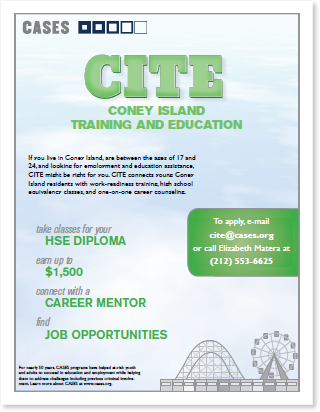 CASES
CITE
CONEY ISLAND
TRAINING AND EDUCATION
If you live in Coney Island, are between the ages of 17 and
24, and looking for employment and education assistance,
CITE might be right for you. CITE connects young Coney
Island residents with work-readiness training, high school
equivalency classes, and one-on-one career counseling.
To apply, e-mail
cite@cases.org
or call Elizabeth Matera at
(212) 553-6625
take classes for your
HSE DIPLOMA
earn up to
$1,500
connect with a
CAREER MENTOR
find
JOB OPPORTUNITIES
For nearly 50 years, CASES programs have helped at-risk youth
and adults to succeed in education and employment while helping
them to address challenges including previous criminal involve-
ment. Learn more about CASES at www.cases.org.